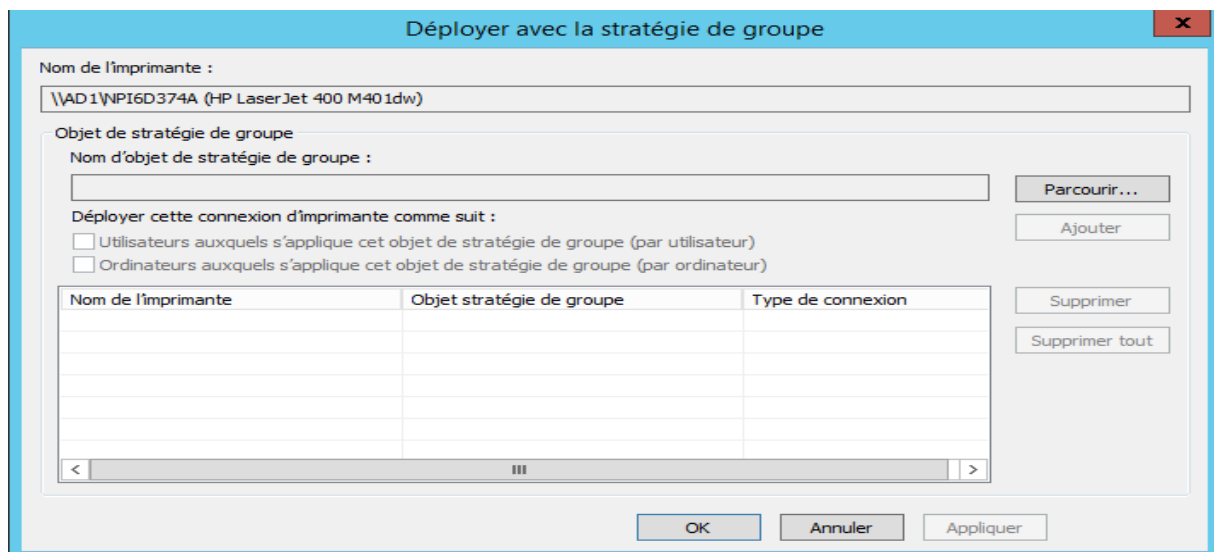 Déployer avec la stratégie de groupe
x
Nom de l'imprimante :
\\AD1\NPI6D374A (HP LaserJet 400 M401dw)
Objet de stratégie de groupe
Nom d'objet de stratégie de groupe :
Parcourir...
Déployer cette connexion d'imprimante comme suit :
Ajouter
Utilisateurs auxquels s'applique cet objet de stratégie de groupe (par utilisateur)
Ordinateurs auxquels s'applique cet objet de stratégie de groupe (par ordinateur)
Nom de l'imprimante Objet stratégie de groupe Type de connexion
Supprimer
Supprimer tout
OK Annuler Appliquer